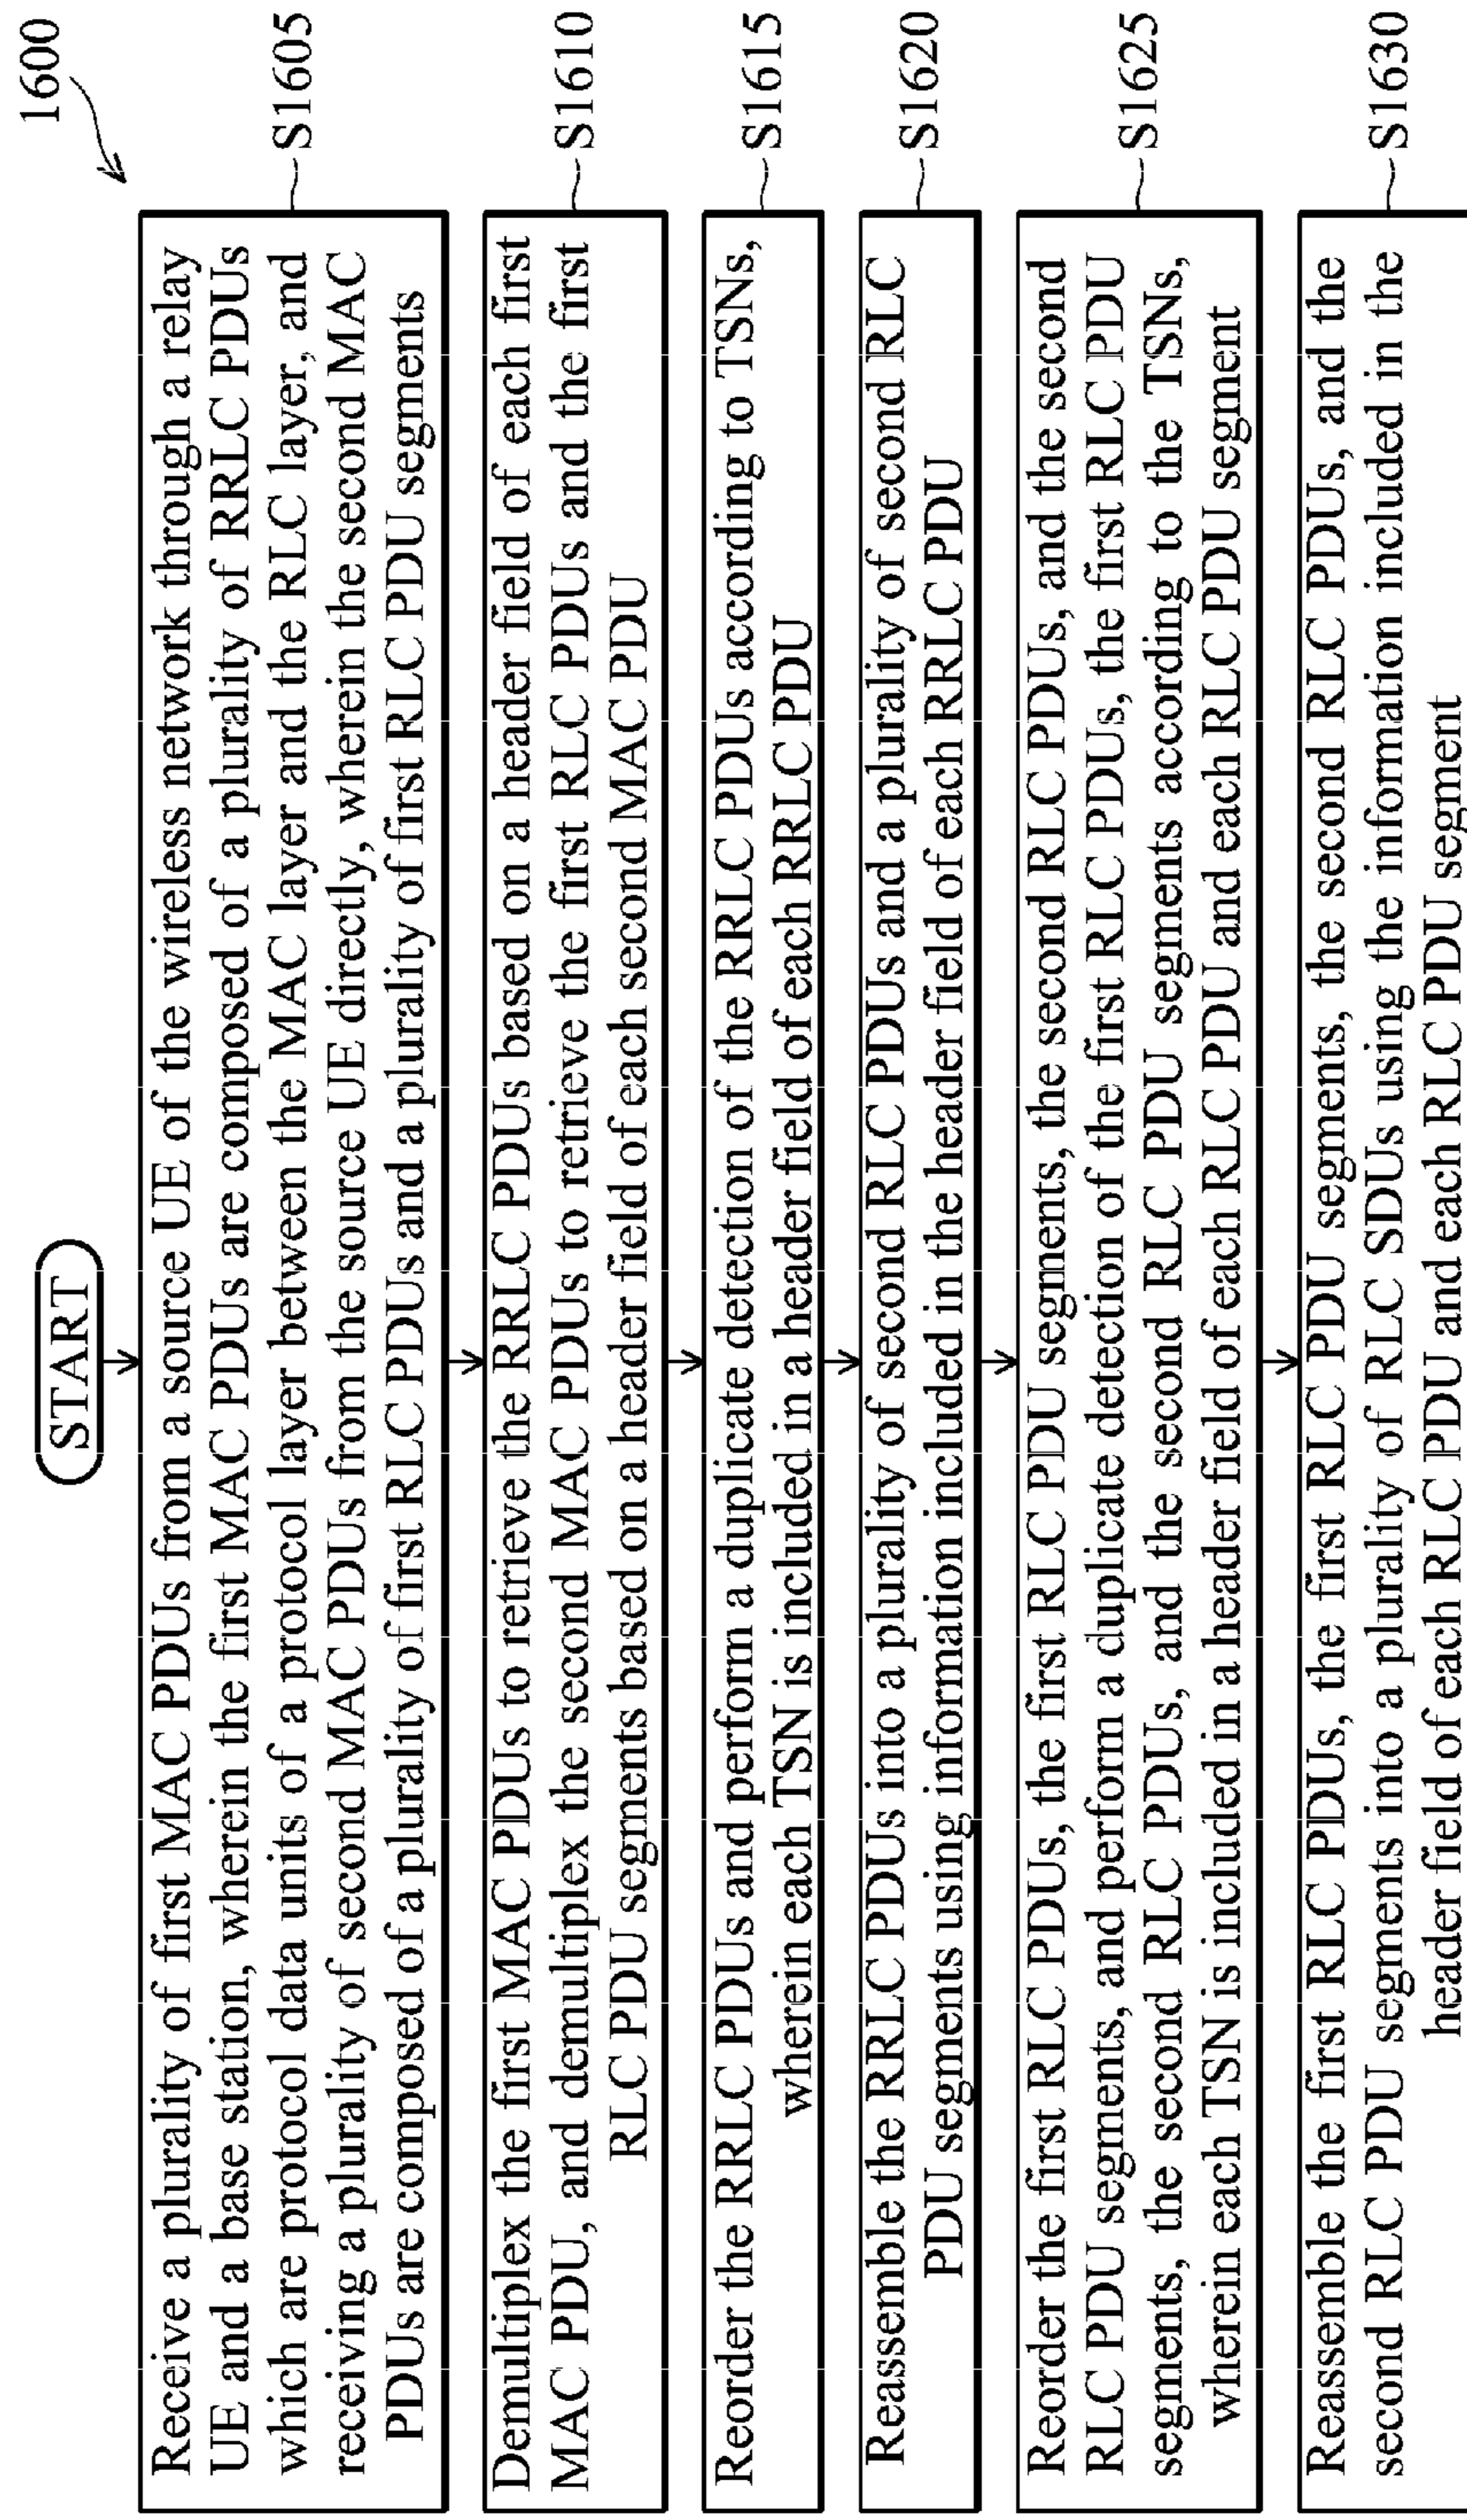 1600
START
Receive a plurality of first MAC PDUs from a source UE of the wireless network through a relay
UE and a base station, wherein the first MAC PDUs are composed of a plurality of RRLC PDUs
which are protocol data units of a protocol layer between the MAC layer and the RLC layer, and
receiving a plurality of second MAC PDUs from the source UE directly, wherein the second MAC
PDUs are composed of a plurality of first RLC PDUs and a plurality of first RLC PDU segments
S1605
Demultiplex the first MAC PDUs to retrieve the RRLC PDUs based on a header field of each first
MAC PDU, and demultiplex the second MAC PDUs to retrieve the first RLC PDUs and the first
RLC PDU segments based on a header field of each second MAC PDU
S1610
Reorder the RRLC PDUs and perform a duplicate detection of the RRLC PDUs according to TSNs,
wherein each TSN is included in a header field of each RRLC PDU
S1615
Reassemble the RRLC PDUs into a plurality of second RLC PDUs and a plurality of second RLC
PDU segments using information included in the header field of each RRLC PDU
S1620
Reorder the first RLC PDUs, the first RLC PDU segments, the second RLC PDUs, and the second
RLC PDU segments, and perform a duplicate detection of the first RLC PDUs, the first RLC PDU
segments, the second RLC PDUs, and the second RLC PDU segments according to the TSNs,
wherein each TSN is included in a header field of each RLC PDU and each RLC PDU segment
S1625
Reassemble the first RLC PDUs, the first RLC PDU segments, the second RLC PDUs, and the
second RLC PDU segments into a plurality of RLC SDUs using the information included in the
header field of each RLC PDU and each RLC PDU segment
S1630